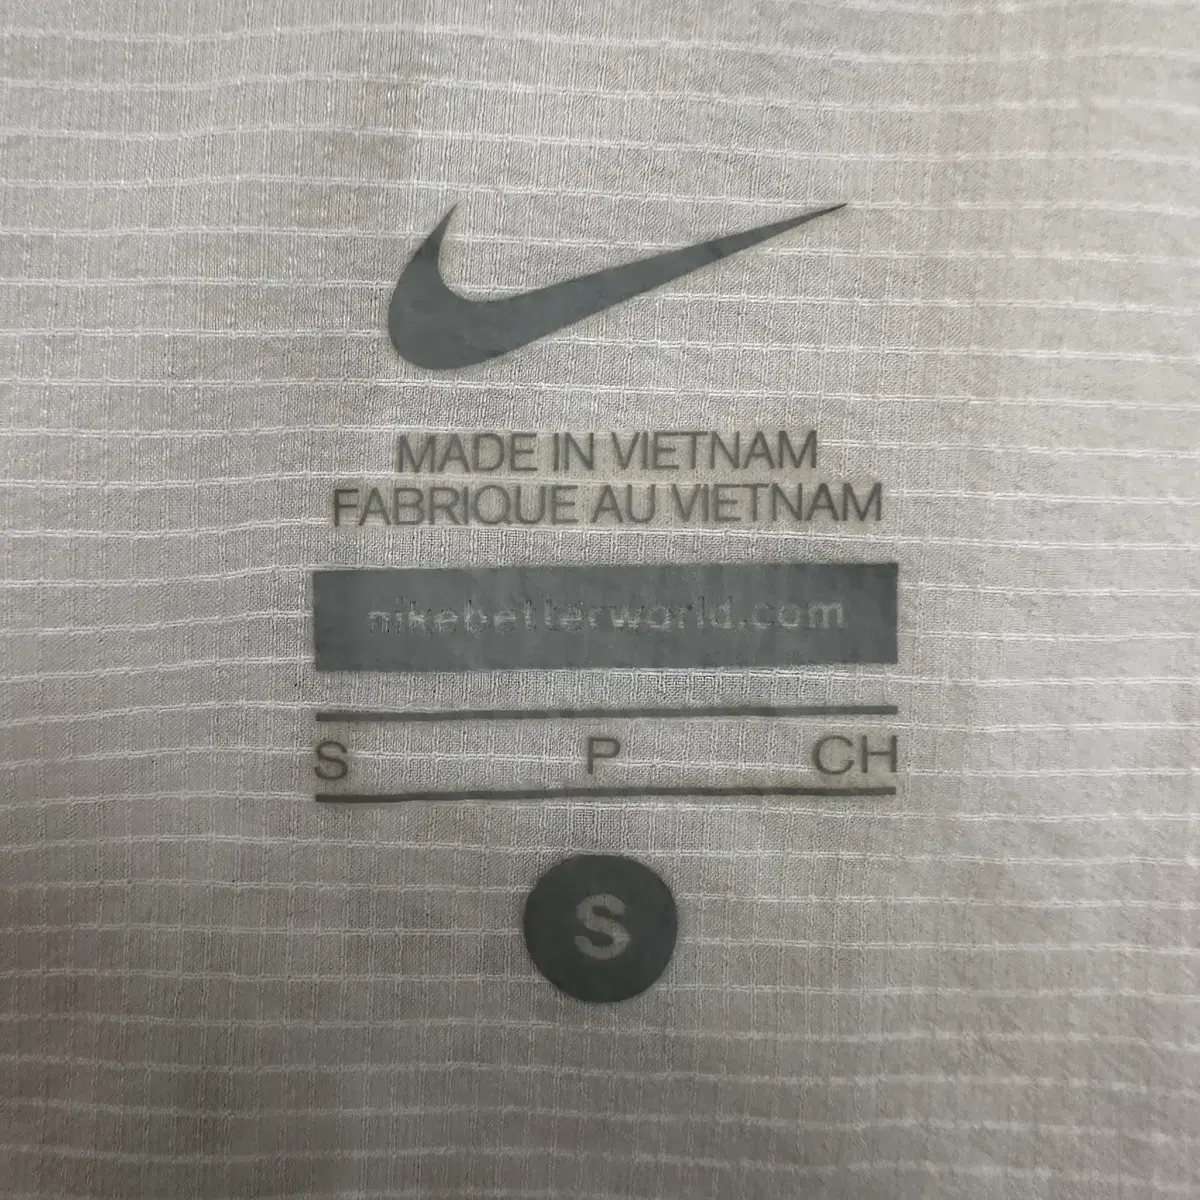 MADE IN VIETNAM
FABRIQUE AU VIETNAM
nikebetterworld.com
S P CH
S